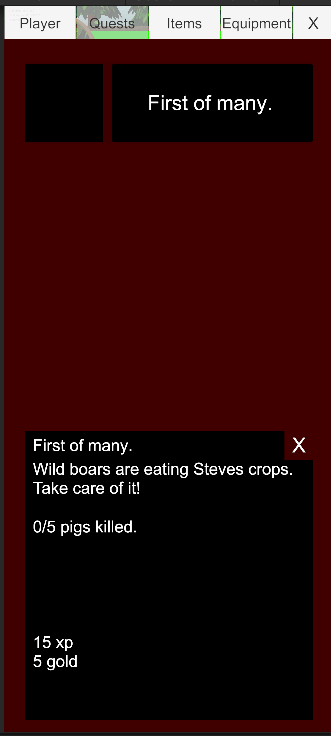 Player Quests Items Equipment X
First of many.
First of many. X
Wild boars are eating Steves crops.
Take care of it!
0/5 pigs killed.
15 xp
5 gold